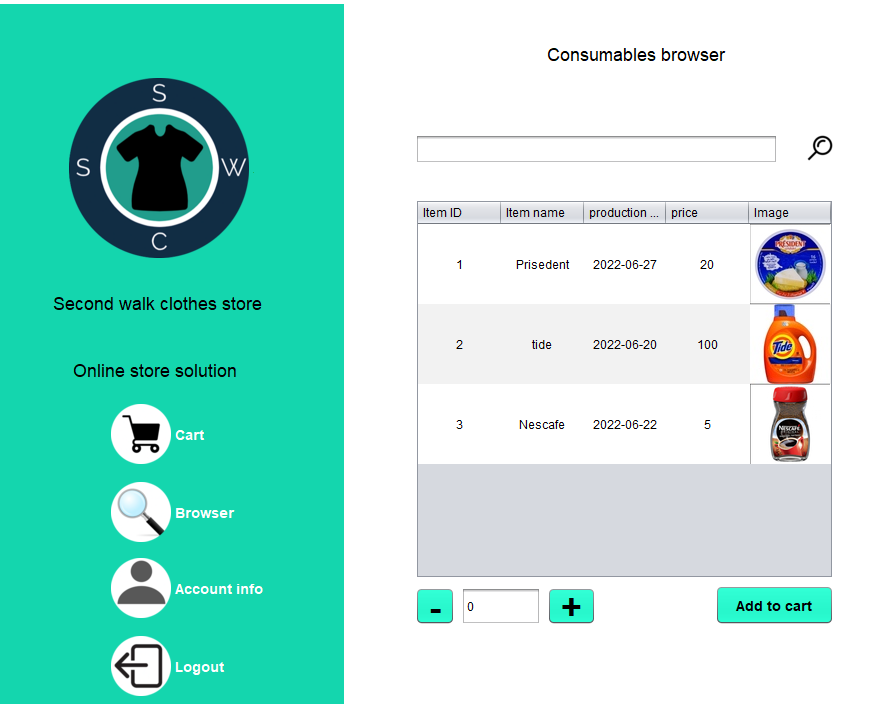 S
S W
C
Second walk clothes store
Online store solution
Cart
Browser
Account info
Logout
Consumables browser
Item ID Item name production ... price Image
1 Prisedent 2022-06-27 20
PRÉSIDENT
2 tide 2022-06-20 100
Tide
3 Nescafe 2022-06-22 5
NESCAFÉ
- 0 + Add to cart